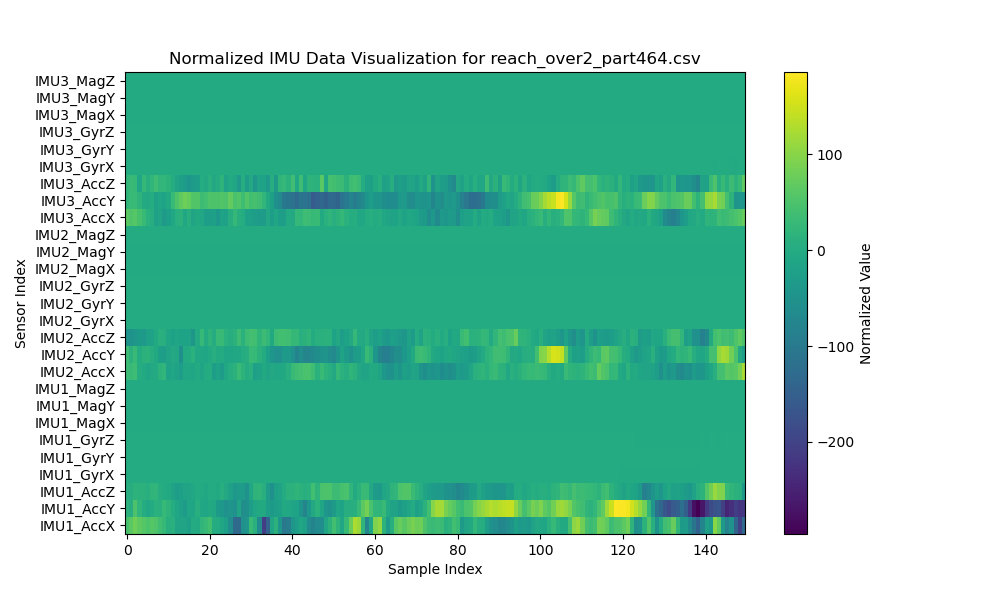 Normalized IMU Data Visualization for reach_over2_part464.csv
IMU3_MagZ
IMU3_MagY
IMU3_MagX
IMU3_GyrZ
IMU3_GyrY
IMU3_GyrX
IMU3_AccZ
IMU3_AccY
IMU3_AccX
IMU2_MagZ
IMU2_MagY
IMU2_MagX
IMU2_GyrZ
IMU2_GyrY
IMU2_GyrX
IMU2_AccZ
IMU2_AccY
IMU2_AccX
IMU1_MagZ
IMU1_MagY
IMU1_MagX
IMU1_GyrZ
IMU1_GyrY
IMU1_GyrX
IMU1_AccZ
IMU1_AccY
IMU1_AccX
Sensor Index
0 20 40 60 80 100 120 140
Sample Index
100
0
−100
−200
Normalized Value